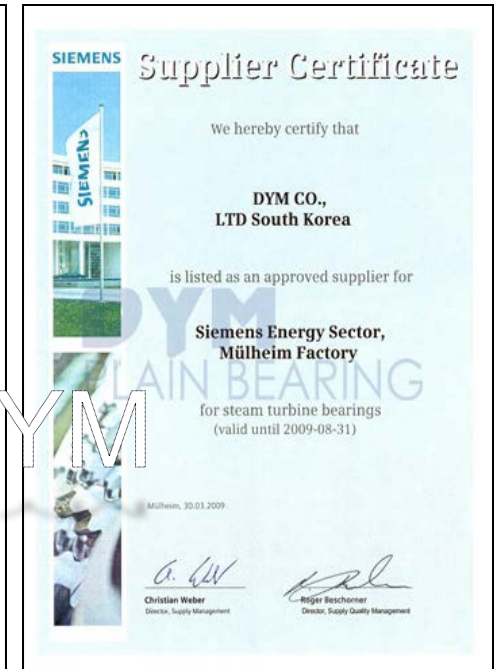 SIEMENS
Supplier Certificate
SIEMENS
We hereby certify that
DYM CO.,
LTD South Korea
is listed as an approved supplier for
DYM
Siemens Energy Sector,
Mülheim Factory
PLAIN BEARING
YM
for steam turbine bearings
(valid until 2009-08-31)
Mülheim, 30.03.2009
Christian Weber
Director, Supply Management
Roger Beschorner
Director, Supply Quality Management